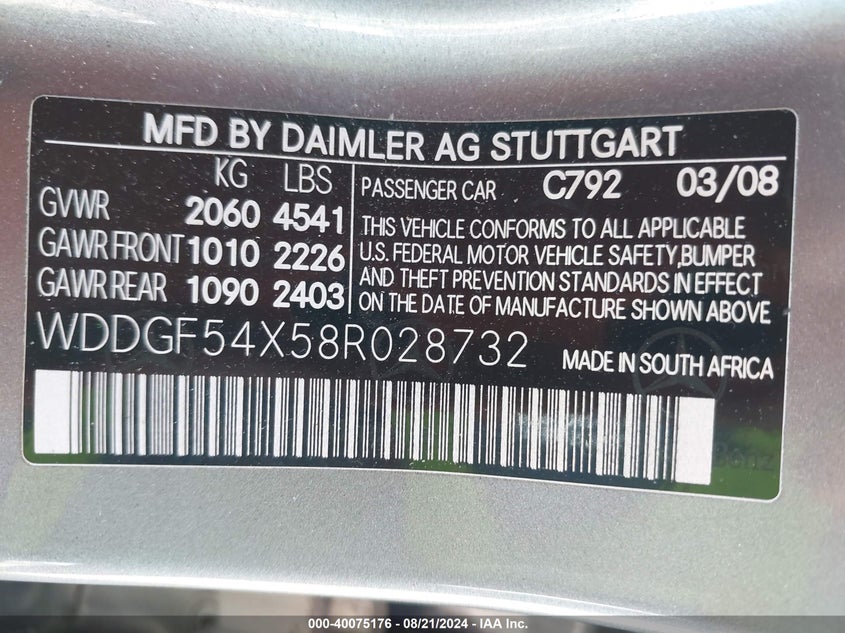 MFD BY DAIMLER AG STUTTGART
KG LBS
GVWR 2060 4541
GAWR FRONT 1010 2226
GAWR REAR 1090 2403
PASSENGER CAR C792 03/08
THIS VEHICLE CONFORMS TO ALL APPLICABLE
U.S. FEDERAL MOTOR VEHICLE SAFETY,BUMPER
AND THEFT PREVENTION STANDARDS IN EFFECT
ON THE DATE OF MANUFACTURE SHOWN ABOVE
WDDGF54X58R028732 MADE IN SOUTH AFRICA
000-40075176 - 08/21/2024 - IAA Inc.